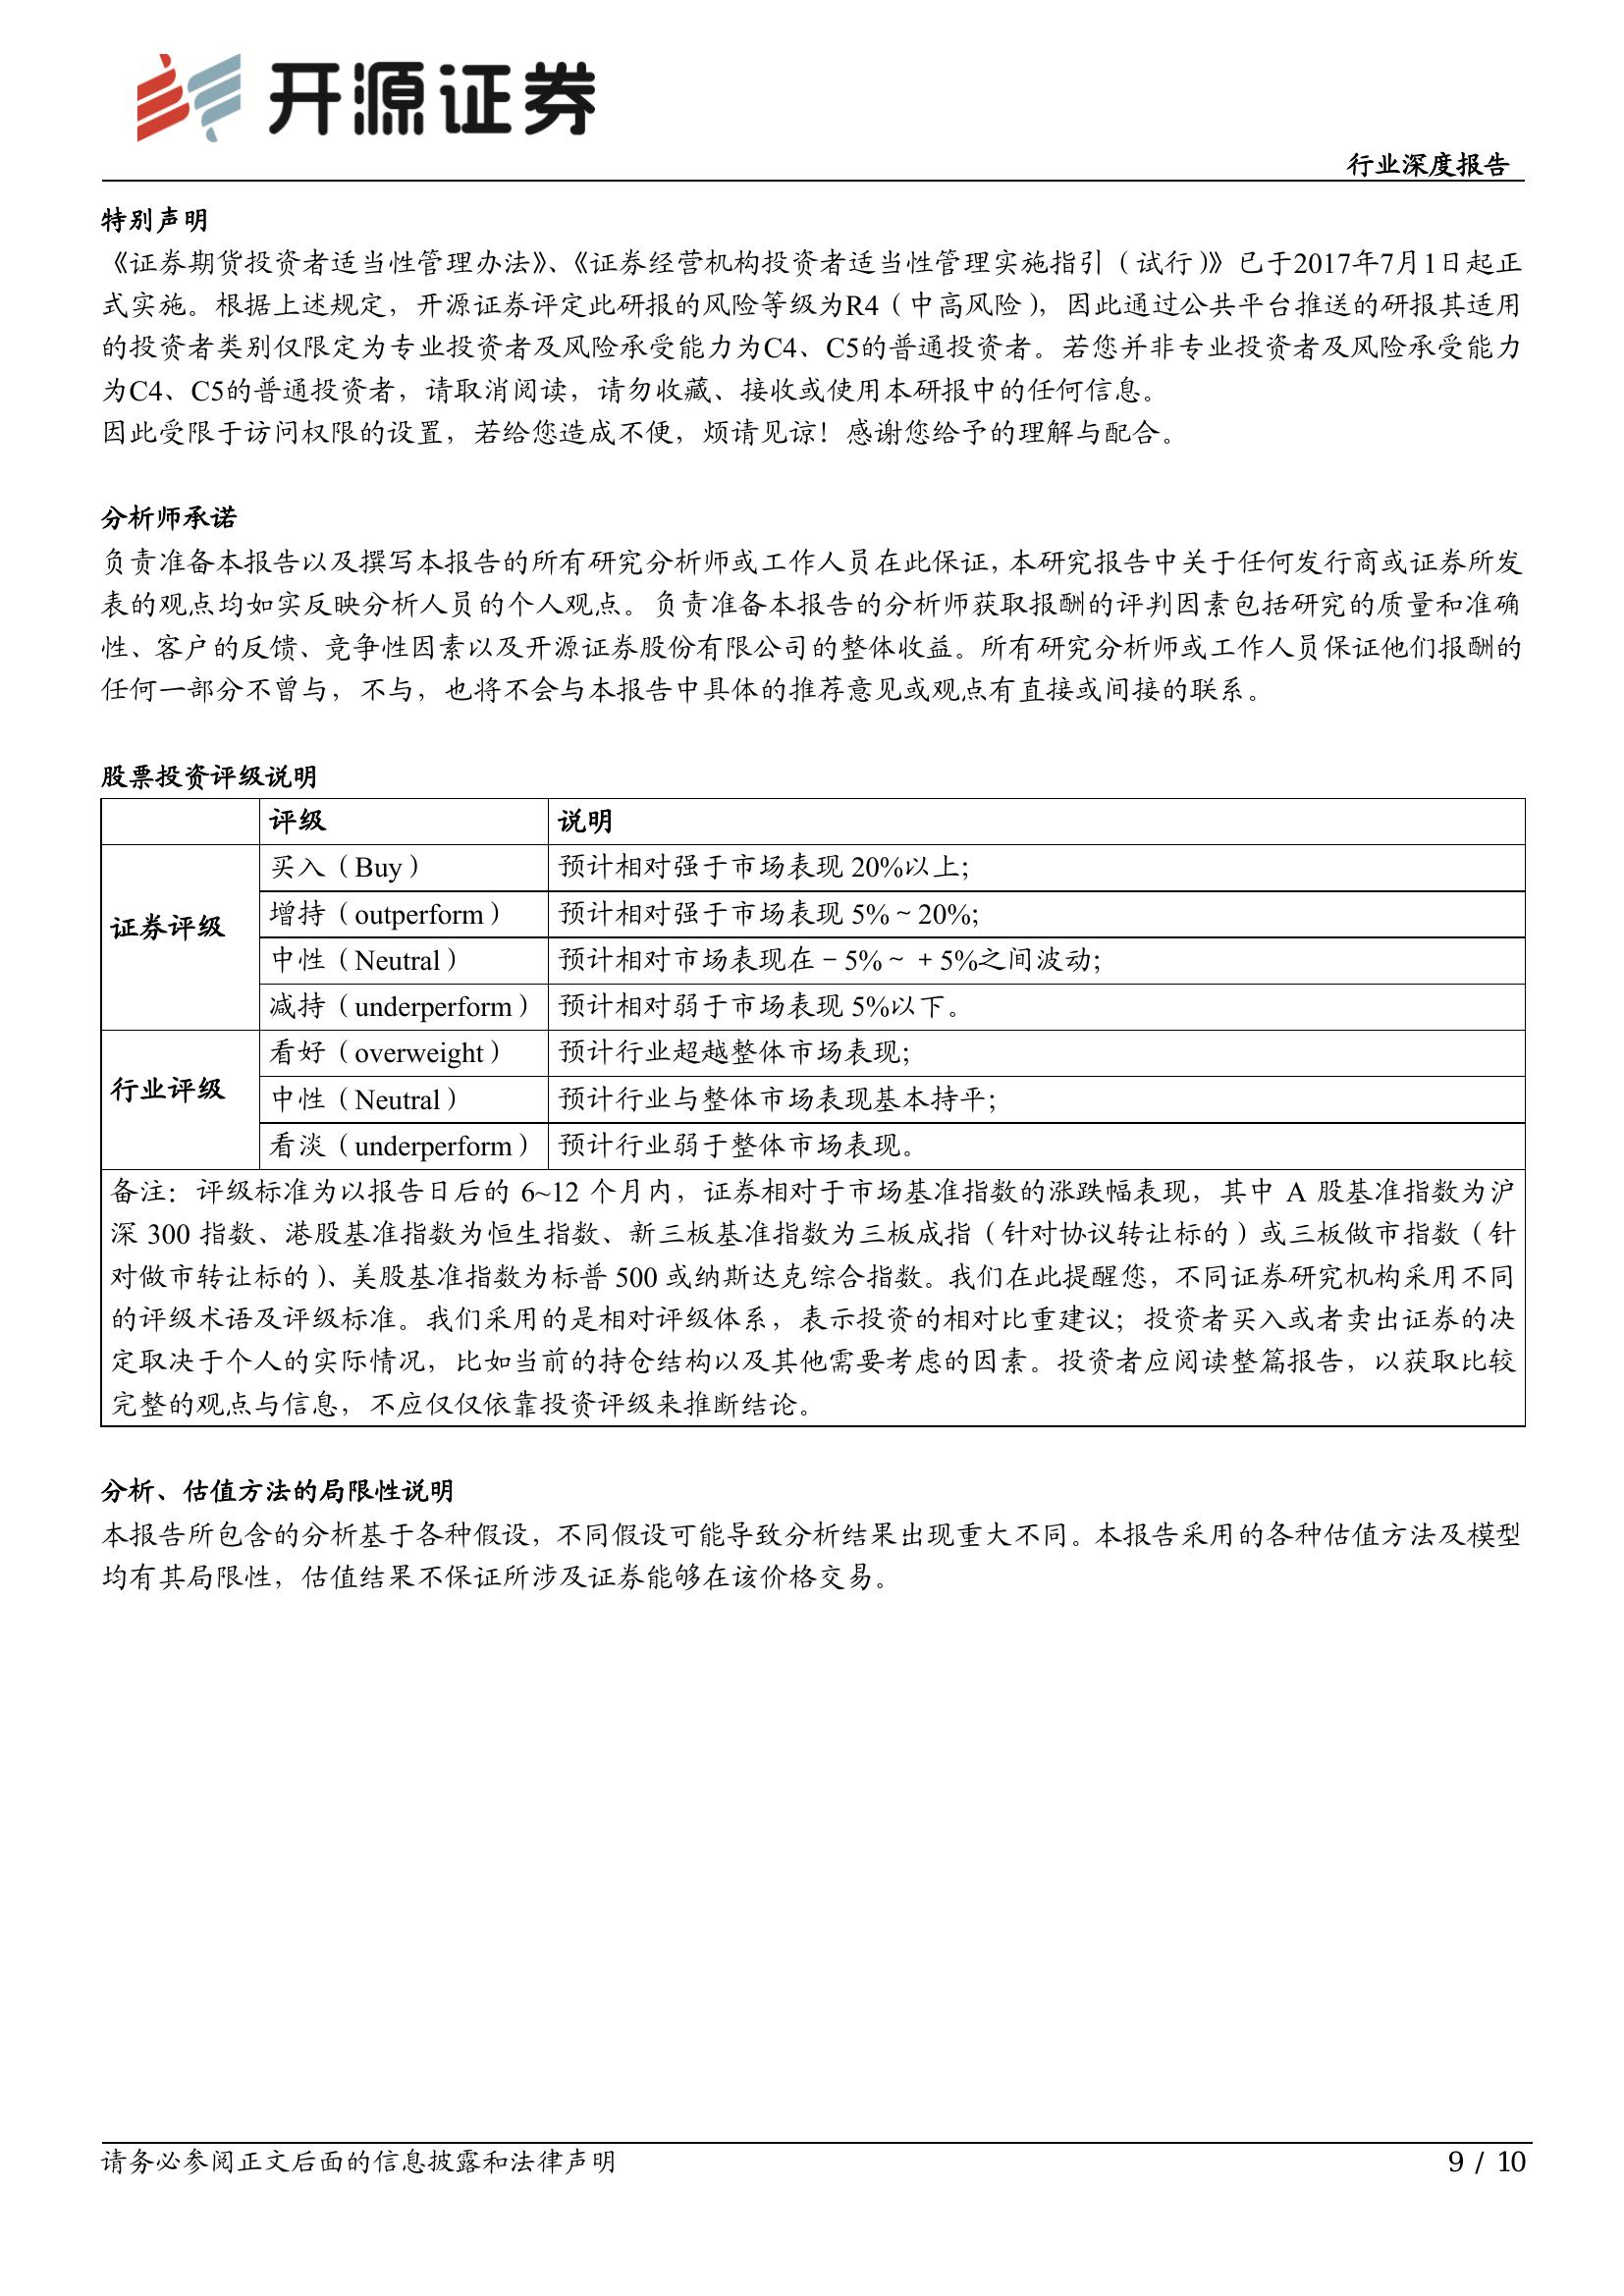 开源证券
行业深度报告
特别声明
《证券期货投资者适当性管理办法》、《证券经营机构投资者适当性管理实施指引（试行）》已于2017年7月1日起正
式实施。根据上述规定，开源证券评定此研报的风险等级为R4（中高风险），因此通过公共平台推送的研报其适用
的投资者类别仅限定为专业投资者及风险承受能力为C4、C5的普通投资者。若您并非专业投资者及风险承受能力
为C4、C5的普通投资者，请取消阅读，请勿收藏、接收或使用本研报中的任何信息。
因此受限于访问权限的设置，若给您造成不便，烦请见谅！感谢您给予的理解与配合。
分析师承诺
负责准备本报告以及撰写本报告的所有研究分析师或工作人员在此保证，本研究报告中关于任何发行商或证券所发
表的观点均如实反映分析人员的个人观点。负责准备本报告的分析师获取报酬的评判因素包括研究的质量和准确
性、客户的反馈、竞争性因素以及开源证券股份有限公司的整体收益。所有研究分析师或工作人员保证他们报酬的
任何一部分不曾与，不与，也将不会与本报告中具体的推荐意见或观点有直接或间接的联系。
股票投资评级说明
评级 说明
证券评级
买入（Buy） 预计相对强于市场表现 20%以上；
增持（outperform） 预计相对强于市场表现 5%～20%；
中性（Neutral） 预计相对市场表现在－5%～＋5%之间波动；
减持（underperform） 预计相对弱于市场表现 5%以下。
行业评级
看好（overweight） 预计行业超越整体市场表现；
中性（Neutral） 预计行业与整体市场表现基本持平；
看淡（underperform） 预计行业弱于整体市场表现。
备注：评级标准为以报告日后的 6~12 个月内，证券相对于市场基准指数的涨跌幅表现，其中 A 股基准指数为沪
深 300 指数、港股基准指数为恒生指数、新三板基准指数为三板成指（针对协议转让标的）或三板做市指数（针
对做市转让标的）、美股基准指数为标普 500 或纳斯达克综合指数。我们在此提醒您，不同证券研究机构采用不同
的评级术语及评级标准。我们采用的是相对评级体系，表示投资的相对比重建议；投资者买入或者卖出证券的决
定取决于个人的实际情况，比如当前的持仓结构以及其他需要考虑的因素。投资者应阅读整篇报告，以获取比较
完整的观点与信息，不应仅仅依靠投资评级来推断结论。
分析、估值方法的局限性说明
本报告所包含的分析基于各种假设，不同假设可能导致分析结果出现重大不同。本报告采用的各种估值方法及模型
均有其局限性，估值结果不保证所涉及证券能够在该价格交易。
请务必参阅正文后面的信息披露和法律声明 9 / 10